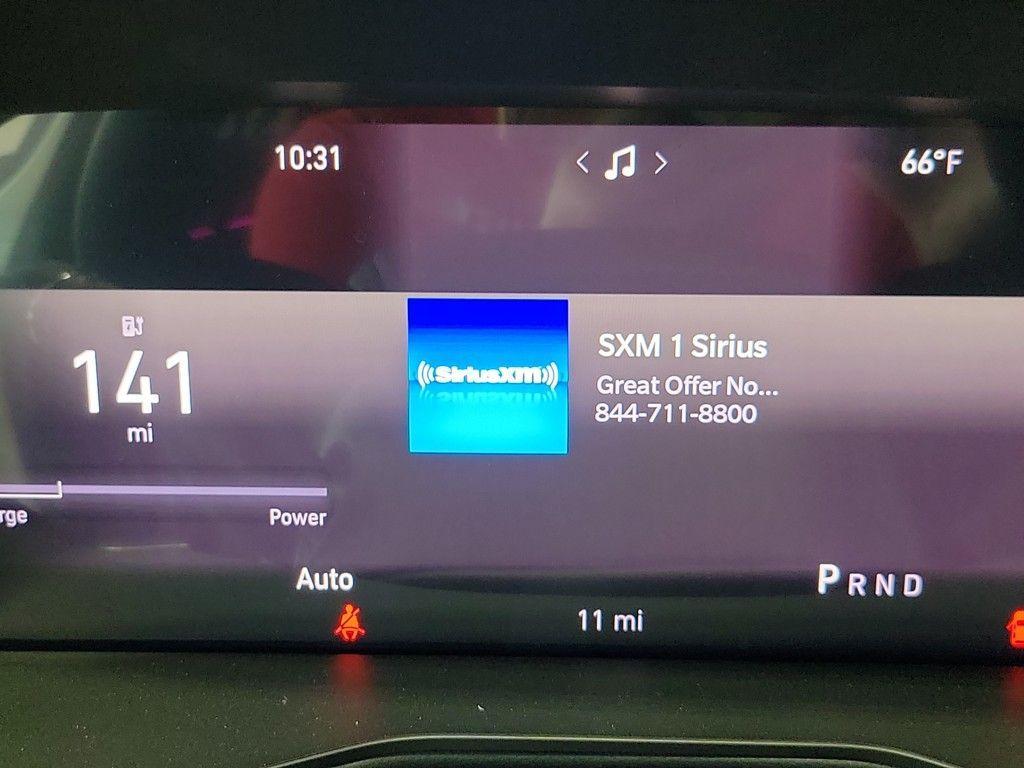 10:31
< >
66°F
141
mi
((SiriusXM))
SXM 1 Sirius
Great Offer No...
844-711-8800
rge
Power
Auto
P R N D
11 mi